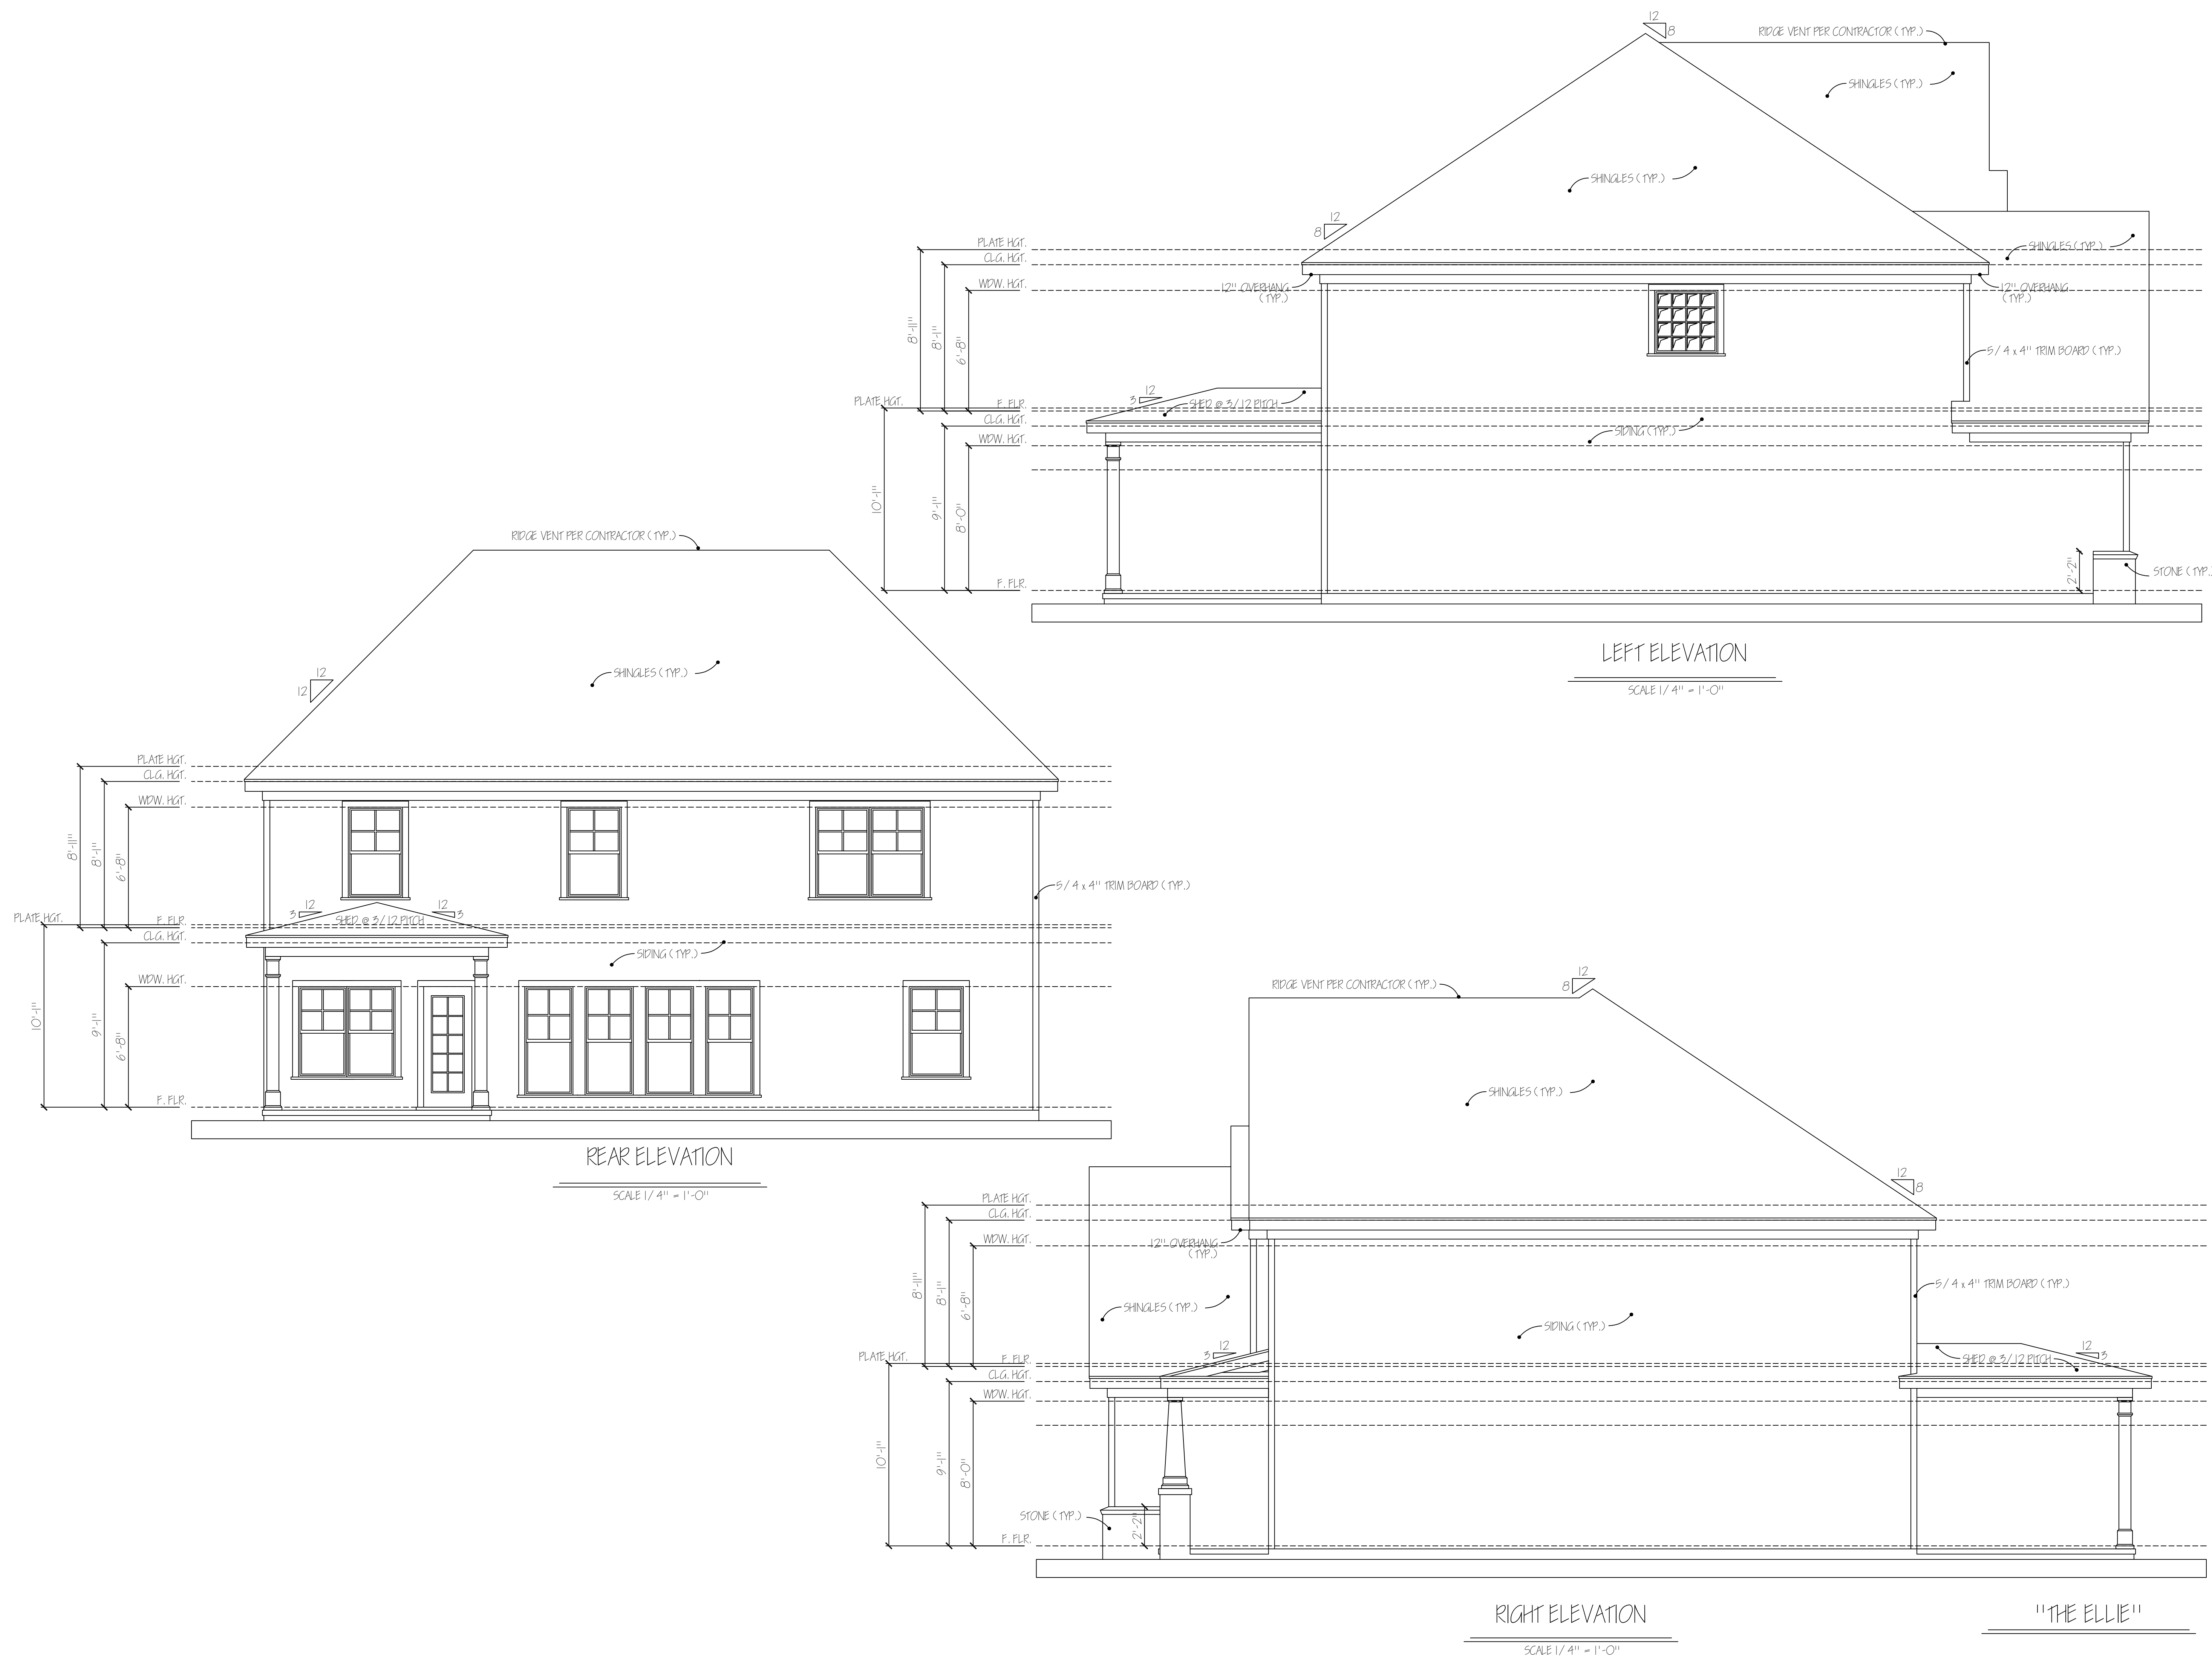 12
8
RIDGE VENT PER CONTRACTOR (TYP.)
SHINGLES (TYP.)
SHINGLES (TYP.)
12
8
PLATE HGT.
CLG. HGT.
SHINGLES (TYP.)
WDW. HGT.
12" OVERHANG
(TYP.)
12" OVERHANG
(TYP.)
8'-11"
8'-1"
6'-8"
5/4 x 4" TRIM BOARD (TYP.)
12
3
SHED @ 3/12 PITCH
PLATE HGT.
F. FLR.
CLG. HGT.
WDW. HGT.
SIDING (TYP.)
10'-1"
9'-1"
8'-0"
2'-2"
STONE (TYP.)
F. FLR.
LEFT ELEVATION
SCALE 1/4" = 1'-0"
RIDGE VENT PER CONTRACTOR (TYP.)
SHINGLES (TYP.)
12
12
PLATE HGT.
CLG. HGT.
WDW. HGT.
8'-11"
8'-1"
6'-8"
5/4 x 4" TRIM BOARD (TYP.)
12
3
12
3
SHED @ 3/12 PITCH
PLATE HGT.
F. FLR.
CLG. HGT.
SIDING (TYP.)
WDW. HGT.
10'-1"
9'-1"
6'-8"
F. FLR.
REAR ELEVATION
SCALE 1/4" = 1'-0"
12
8
RIDGE VENT PER CONTRACTOR (TYP.)
SHINGLES (TYP.)
12
8
PLATE HGT.
CLG. HGT.
WDW. HGT.
12" OVERHANG
(TYP.)
8'-11"
8'-1"
6'-8"
5/4 x 4" TRIM BOARD (TYP.)
SHINGLES (TYP.)
SIDING (TYP.)
12
3
12
3
SHED @ 3/12 PITCH
PLATE HGT.
F. FLR.
CLG. HGT.
WDW. HGT.
10'-1"
9'-1"
8'-0"
STONE (TYP.)
2'-2"
F. FLR.
RIGHT ELEVATION
SCALE 1/4" = 1'-0"
"THE ELLIE"